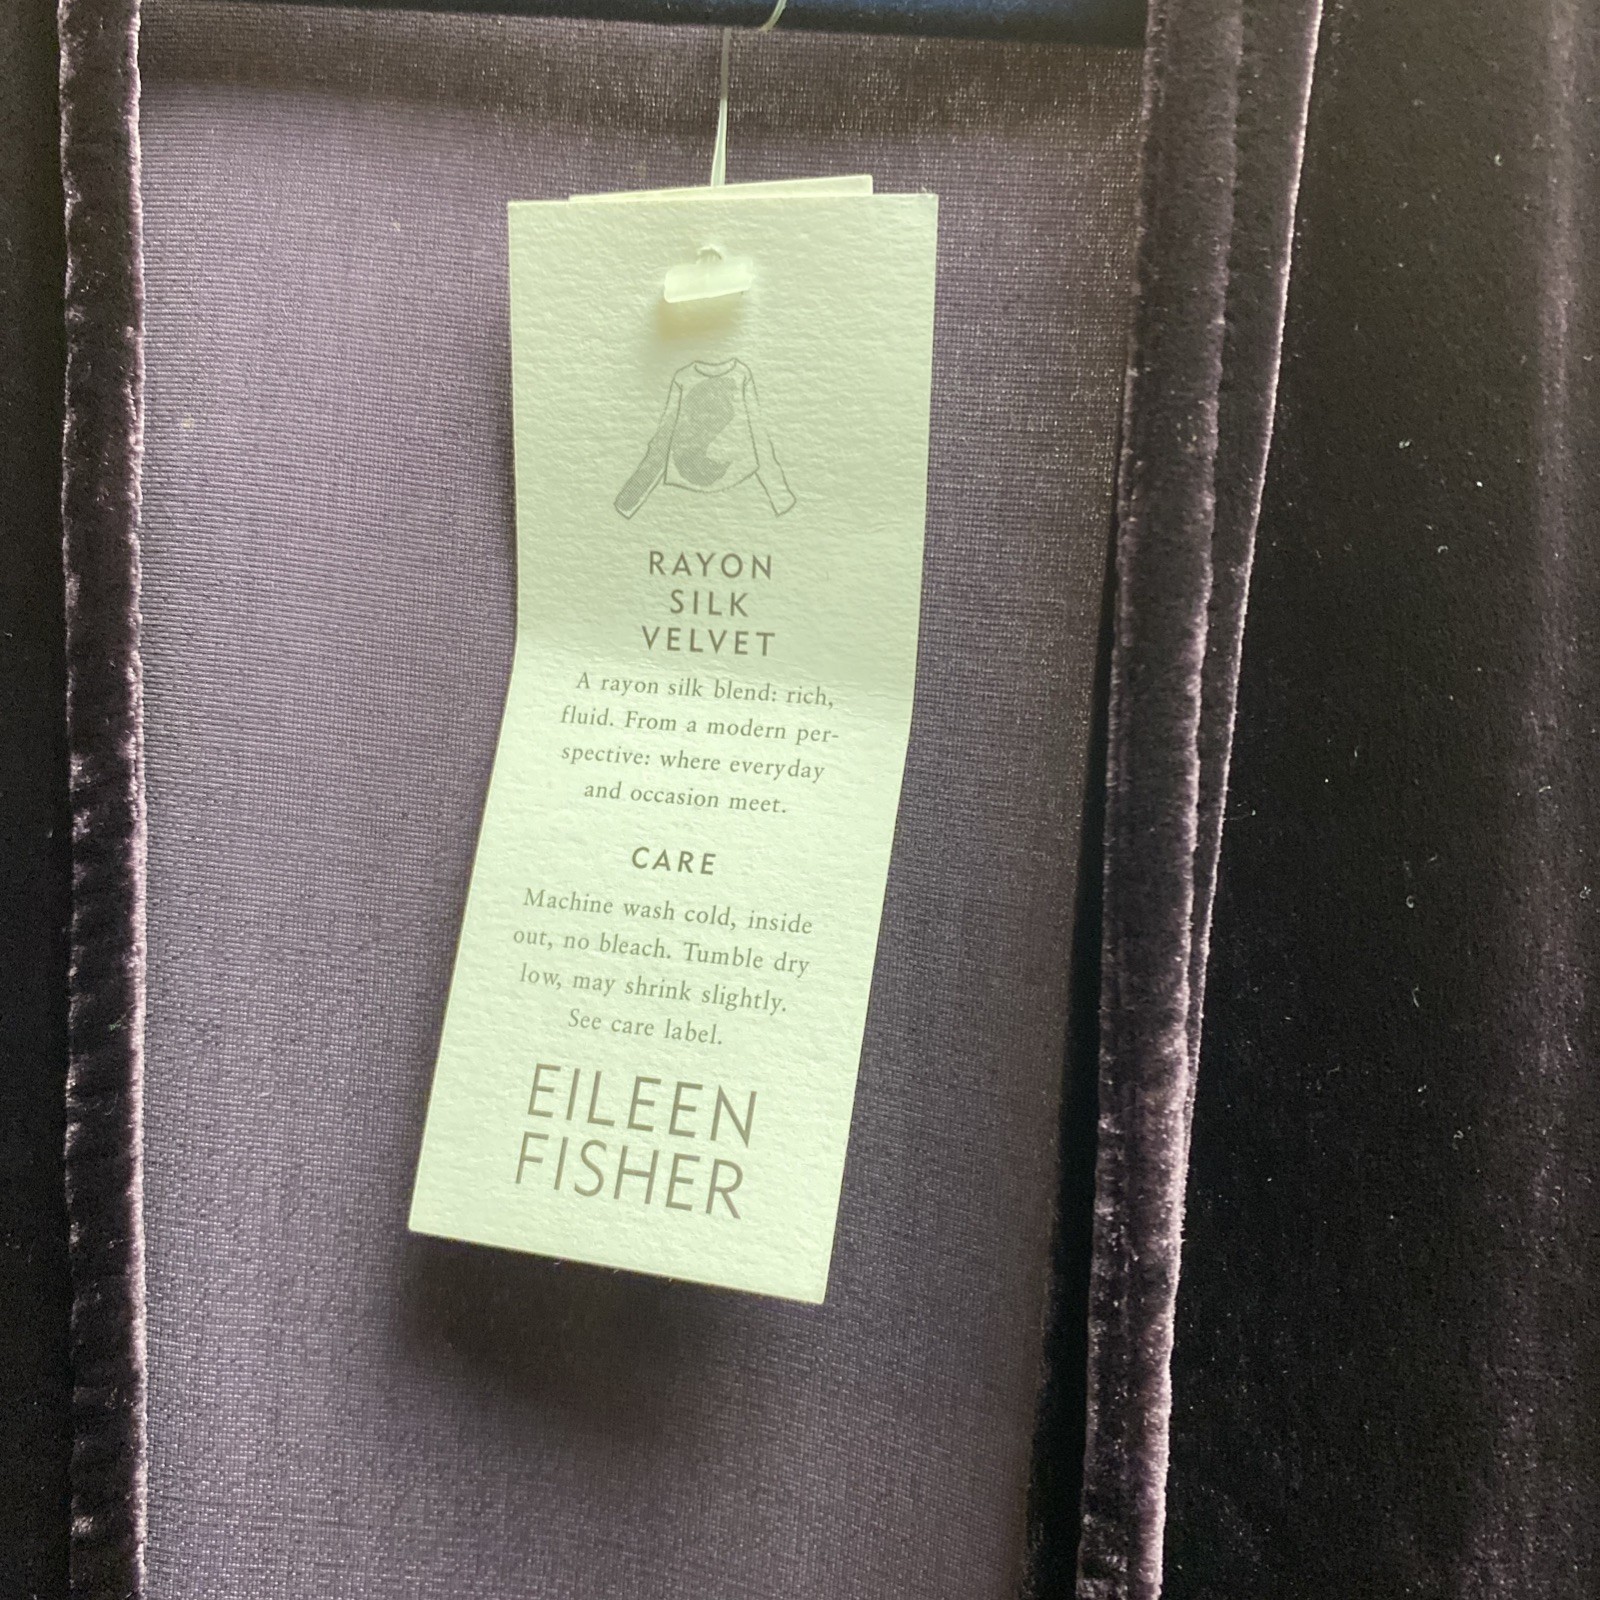 RAYON
SILK
VELVET
A rayon silk blend: rich,
fluid. From a modern per-
spective: where everyday
and occasion meet.
CARE
Machine wash cold, inside
out, no bleach. Tumble dry
low, may shrink slightly.
See care label.
EILEEN
FISHER